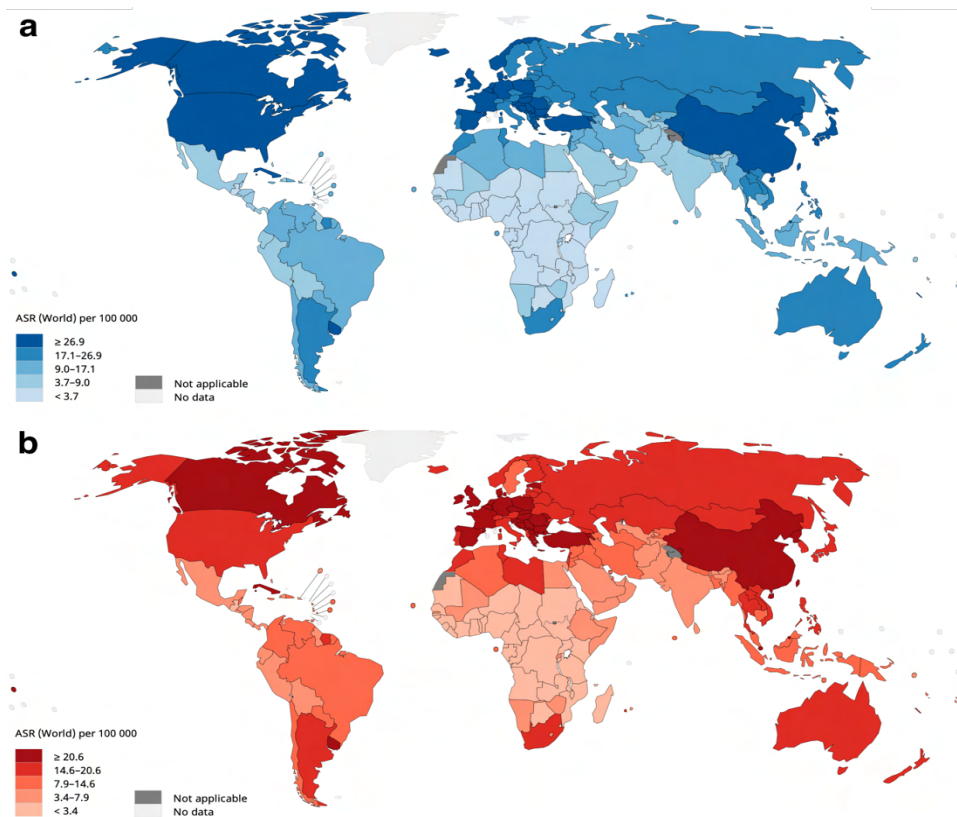 a
ASR (World) per 100 000
≥ 26.9
17.1–26.9
9.0–17.1
3.7–9.0
< 3.7
Not applicable
No data
b
ASR (World) per 100 000
≥ 20.6
14.6–20.6
7.9–14.6
3.4–7.9
< 3.4
Not applicable
No data